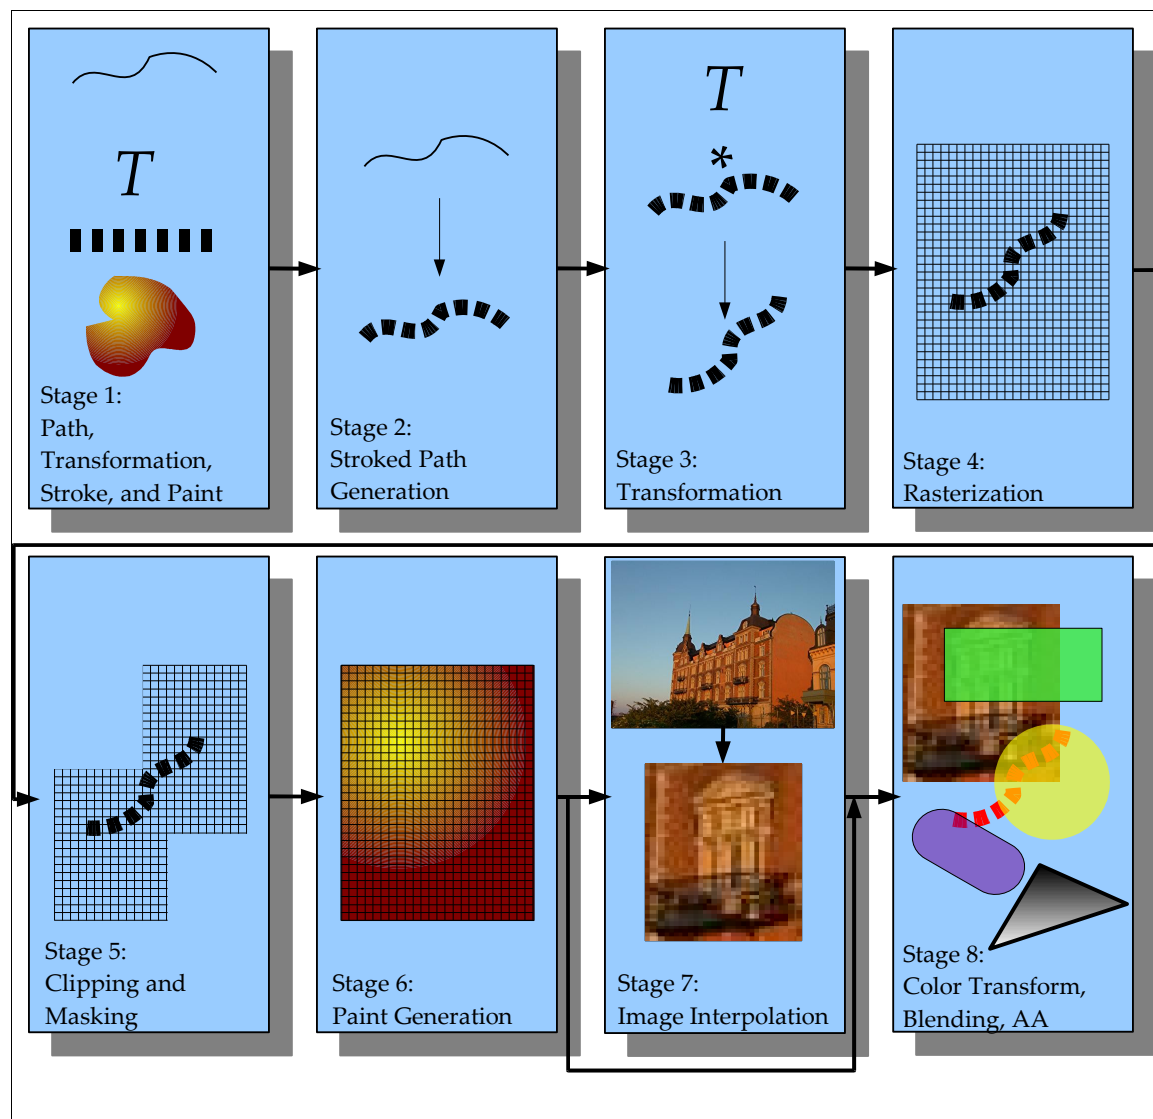 T
Stage 1:
Path,
Transformation,
Stroke, and Paint
Stage 2:
Stroked Path
Generation
T
*
Stage 3:
Transformation
Stage 4:
Rasterization
Stage 5:
Clipping and
Masking
Stage 6:
Paint Generation
Stage 7:
Image Interpolation
Stage 8:
Color Transform,
Blending, AA